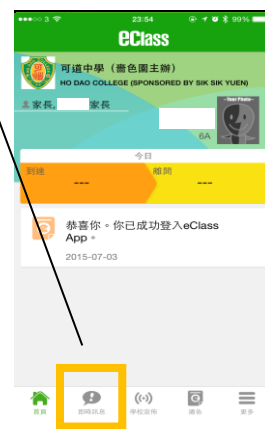 3
23:54
99%
eClass
可道中學（嗇色園主辦）
HO DAO COLLEGE (SPONSORED BY SIK SIK YUEN)
家長, 家長
- Your Photo -
6A
今日
到達
離開
---
---
恭喜你。你已成功登入eClass
App。
2015-07-03
首頁
即時訊息
學校宣佈
通告
更多